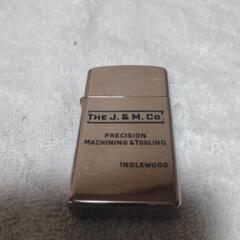 THE J. & M. CO.
PRECISION
MACHINING & TOOLING
INGLEWOOD